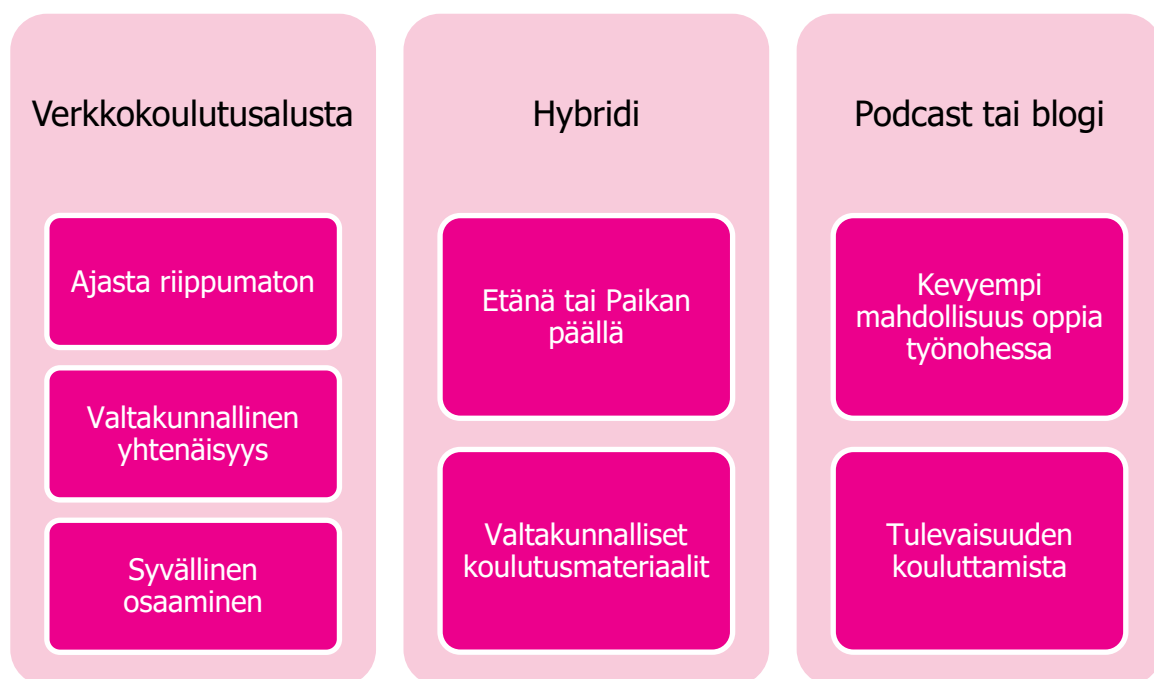 Verkkokoulutusalusta
Ajasta riippumaton
Valtakunnallinen
yhtenäisyys
Syvällinen
osaaminen
Hybridi
Etänä tai Paikan
päällä
Valtakunnalliset
koulutusmateriaalit
Podcast tai blogi
Kevyempi
mahdollisuus oppia
työnohessa
Tulevaisuuden
kouluttamista